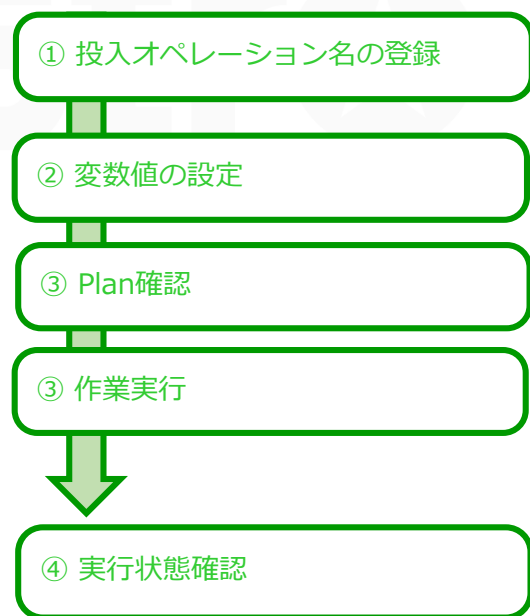 ① 投入オペレーション名の登録
② 変数値の設定
③ Plan確認
③ 作業実行
④ 実行状態確認